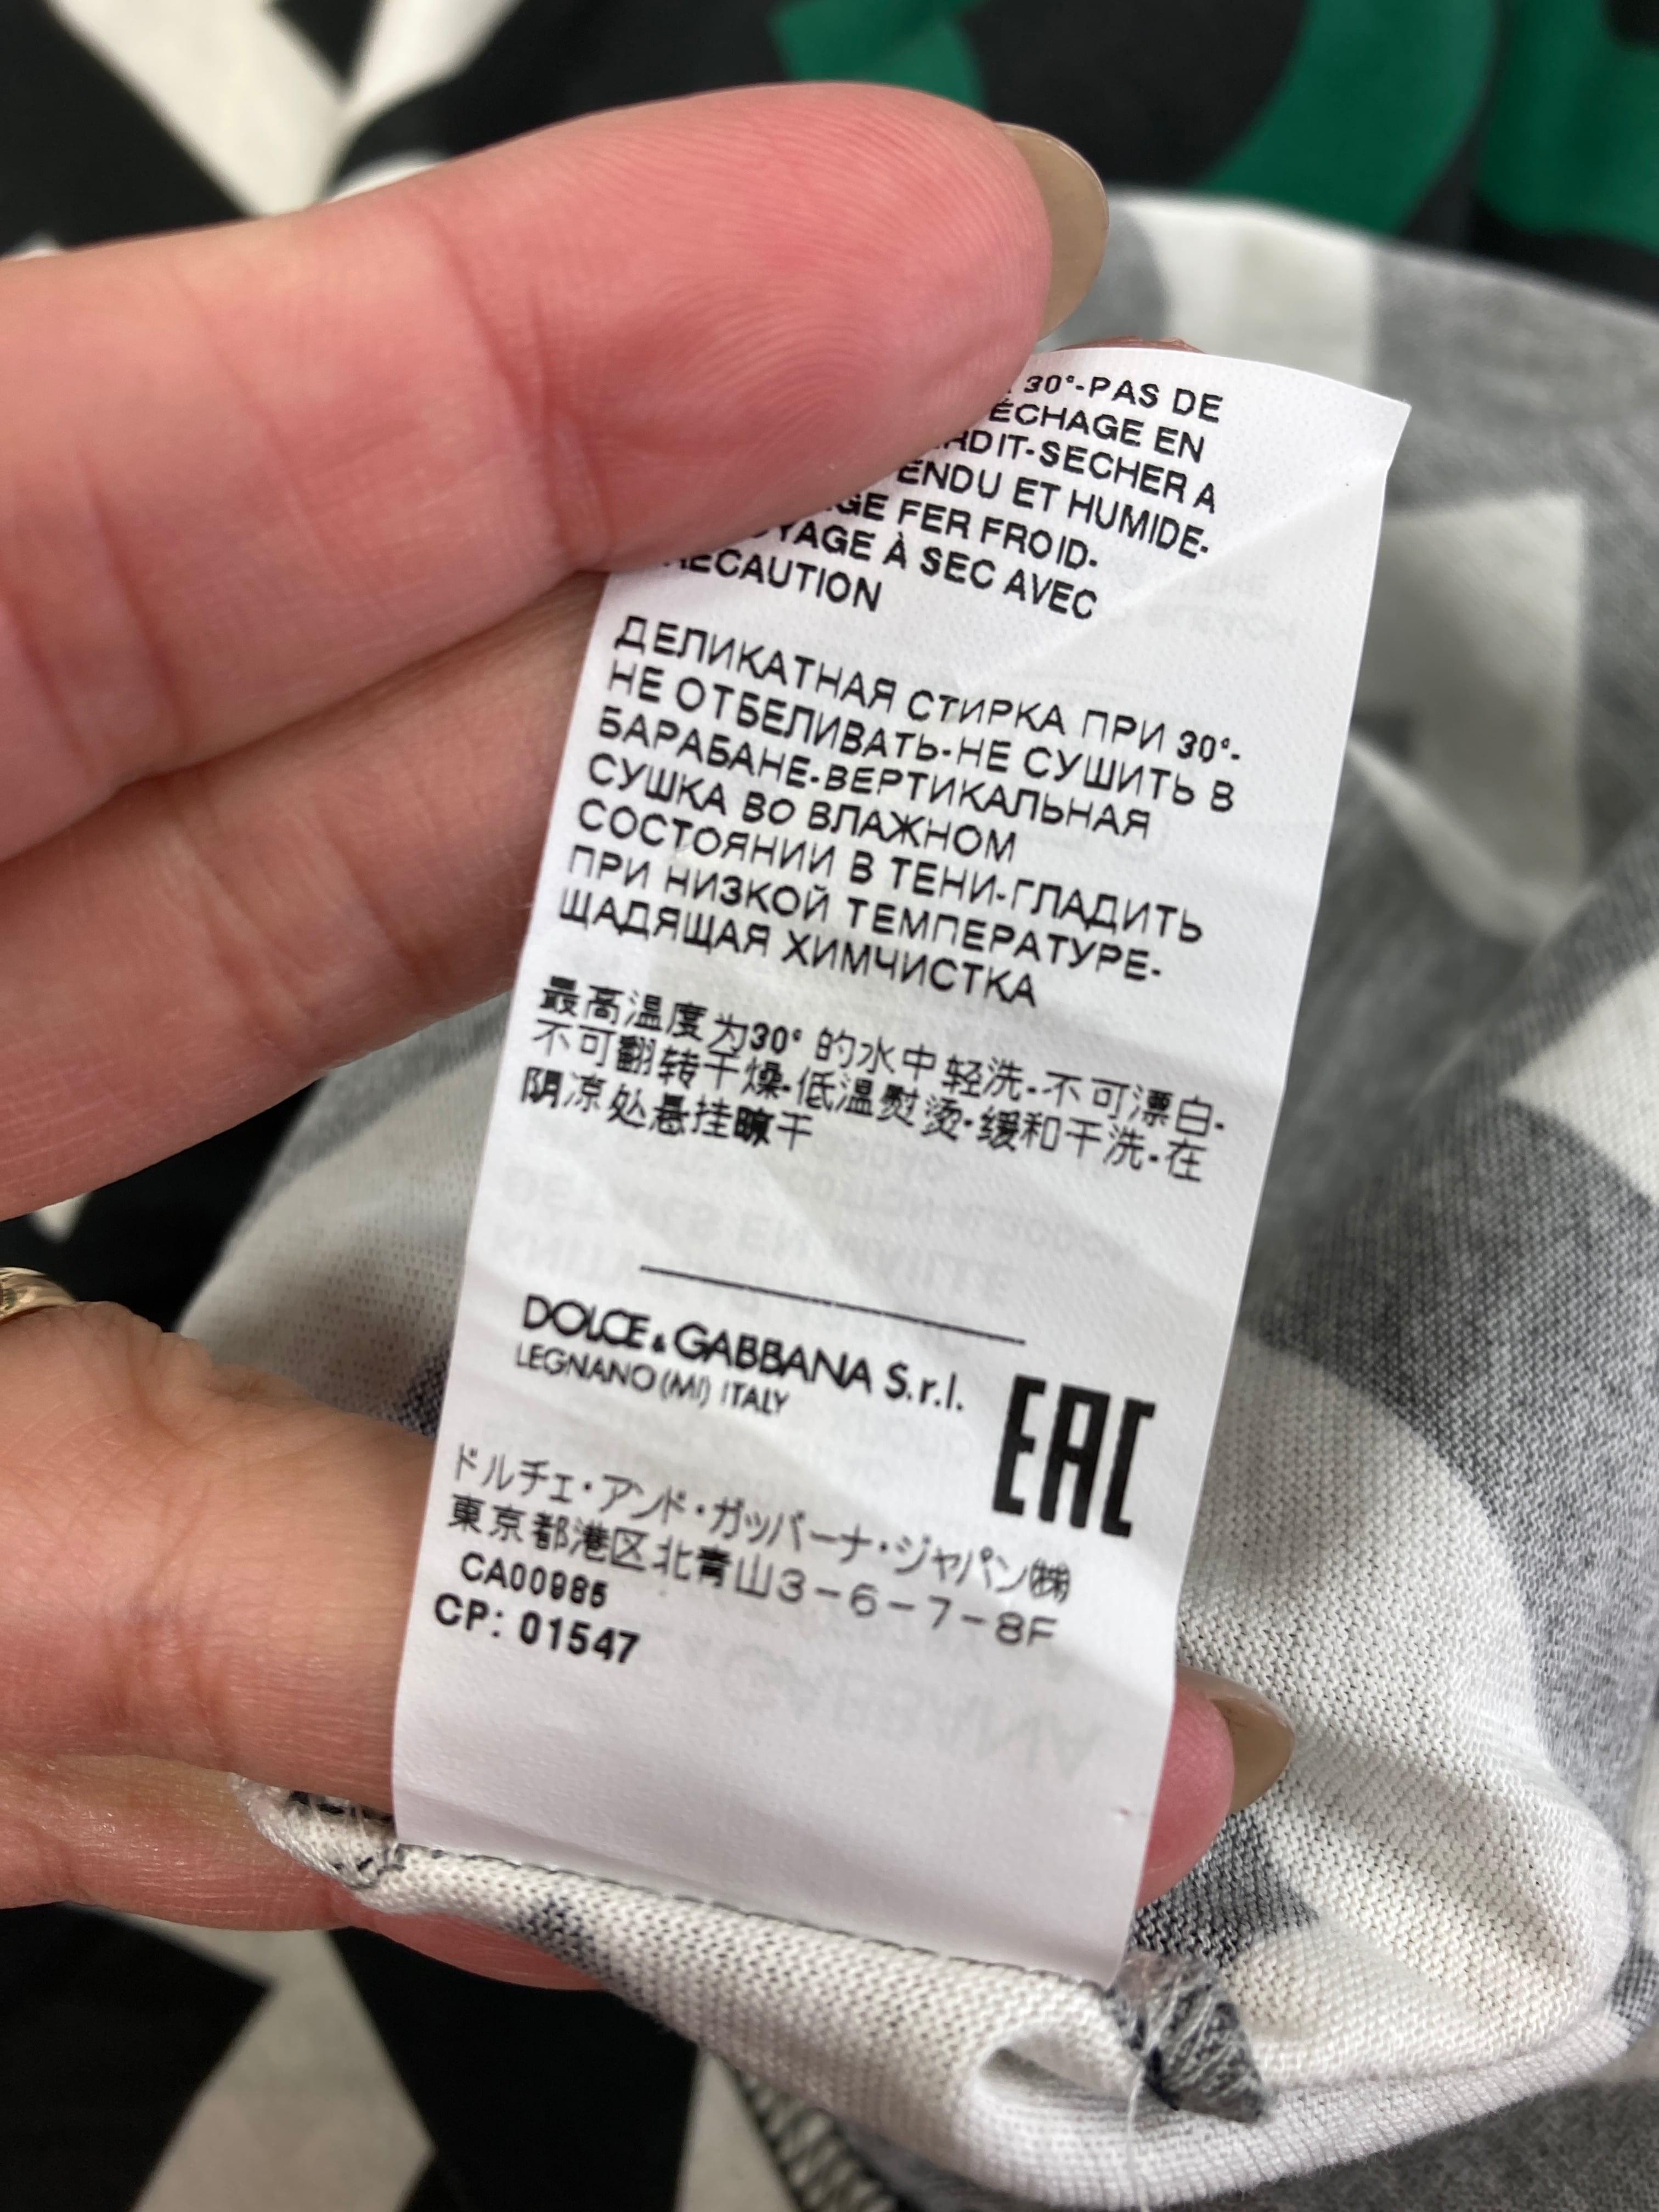 30°-PAS DE
ÉCHAGE EN
RDIT-SECHER A
ENDU ET HUMIDE-
GE FER FROID-
YAGE À SEC AVEC
RECAUTION
ДЕЛИКАТНАЯ СТИРКА ПРИ 30°-
НЕ ОТБЕЛИВАТЬ-НЕ СУШИТЬ В
БАРАБАНЕ-ВЕРТИКАЛЬНАЯ
СУШКА ВО ВЛАЖНОМ
СОСТОЯНИИ В ТЕНИ-ГЛАДИТЬ
ПРИ НИЗКОЙ ТЕМПЕРАТУРЕ-
ЩАДЯЩАЯ ХИМЧИСТКА
最高温度为30° 的水中轻洗-不可漂白-
不可翻转干燥-低温熨烫-缓和干洗-在
阴凉处悬挂晾干
DOLCE & GABBANA S.r.l.
LEGNANO (MI) ITALY
EAC
ドルチェ・アンド・ガッバーナ・ジャパン㈱
東京都港区北青山3-6-7-8F
CA00985
CP: 01547